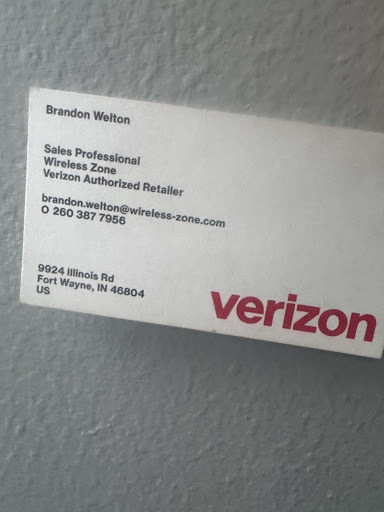 Brandon Welton
Sales Professional
Wireless Zone
Verizon Authorized Retailer
brandon.welton@wireless-zone.com
O 260 387 7956
9924 Illinois Rd
Fort Wayne, IN 46804
US
verizon